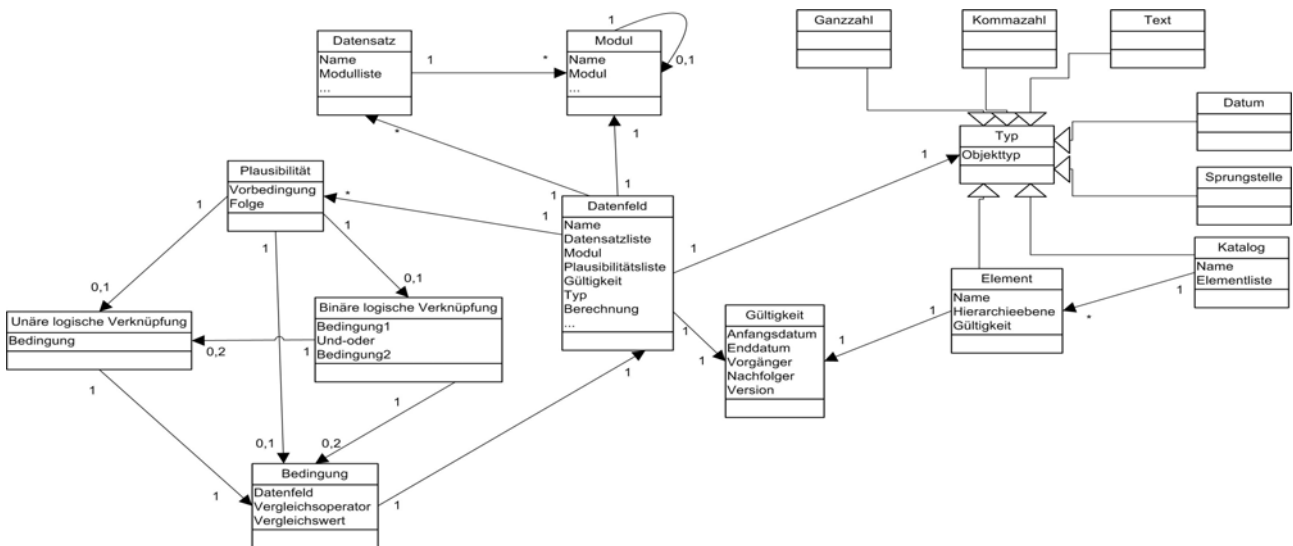 Ganzzahl
Kommazahl
Text
Datensatz
Name
Modulliste
...
1
*
1
Modul
Name
Modul
...
0,1
Datum
Typ
Objekttyp
1
Sprungstelle
*
1
1
Plausibilität
Vorbedingung
Folge
*
1
1
1
1
1
Datenfeld
Name
Datensatzliste
Modul
Plausibilitätsliste
Gültigkeit
Typ
Berechnung
...
1
Katalog
Name
Elementliste
1
*
Element
Name
Hierarchieebene
Gültigkeit
1
1
0,1
0,1
Unäre logische Verknüpfung
Bedingung
Binäre logische Verknüpfung
Bedingung1
Und-oder
Bedingung2
0,2
1
1
1
Gültigkeit
Anfangsdatum
Enddatum
Vorgänger
Nachfolger
Version
1
1
1
0,1
0,2
Bedingung
Datenfeld
Vergleichsoperator
Vergleichswert
1
1